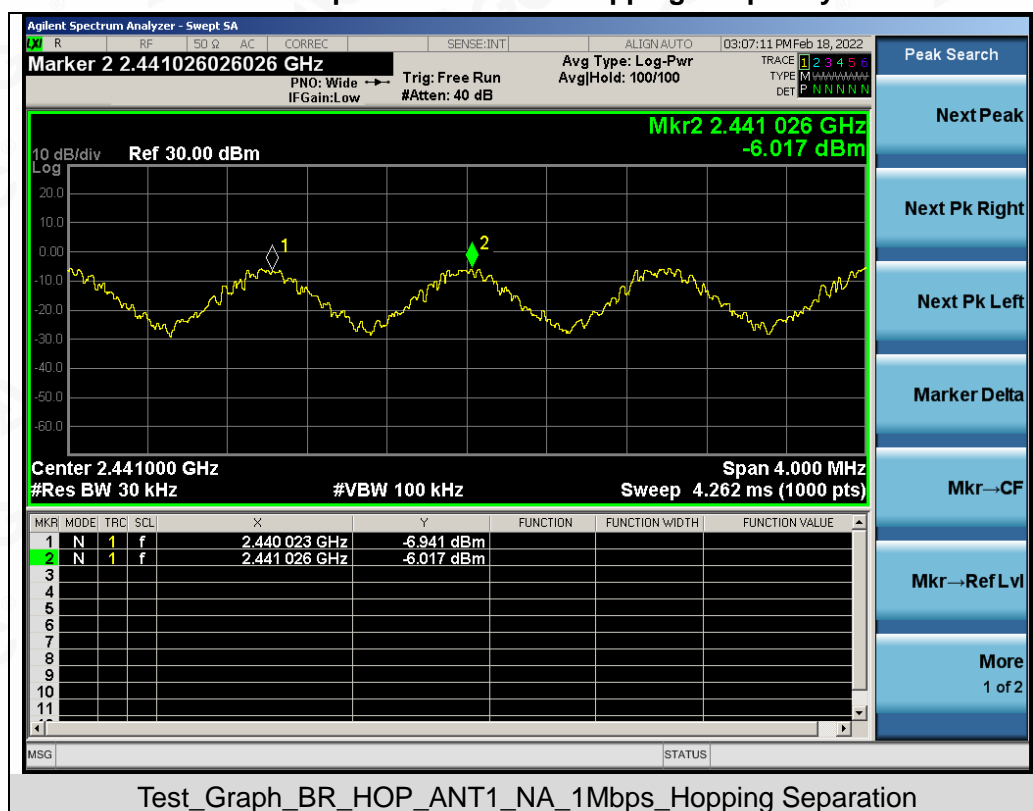 Agilent Spectrum Analyzer - Swept SA
LXI R RF 50 Ω AC CORREC SENSE:INT ALIGNAUTO 03:07:11 PM Feb 18, 2022
Marker 2 2.441026026026 GHz
PNO: Wide
IFGain:Low
Trig: Free Run
#Atten: 40 dB
Avg Type: Log-Pwr
Avg|Hold: 100/100
TRACE 1 2 3 4 5 6
TYPE M
DET P N N N N N
Mkr2 2.441 026 GHz
-6.017 dBm
10 dB/div Ref 30.00 dBm
Log
20.0
10.0
0.00
-10.0
-20.0
-30.0
-40.0
-50.0
-60.0
1
2
Center 2.441000 GHz Span 4.000 MHz
#Res BW 30 kHz #VBW 100 kHz Sweep 4.262 ms (1000 pts)
MKR MODE TRC SCL X Y FUNCTION FUNCTION WIDTH FUNCTION VALUE
1 N 1 f 2.440 023 GHz -6.941 dBm
2 N 1 f 2.441 026 GHz -6.017 dBm
3
4
5
6
7
8
9
10
11
MSG STATUS
Peak Search
Next Peak
Next Pk Right
Next Pk Left
Marker Delta
Mkr→CF
Mkr→Ref Lvl
More
1 of 2
Test_Graph_BR_HOP_ANT1_NA_1Mbps_Hopping Separation